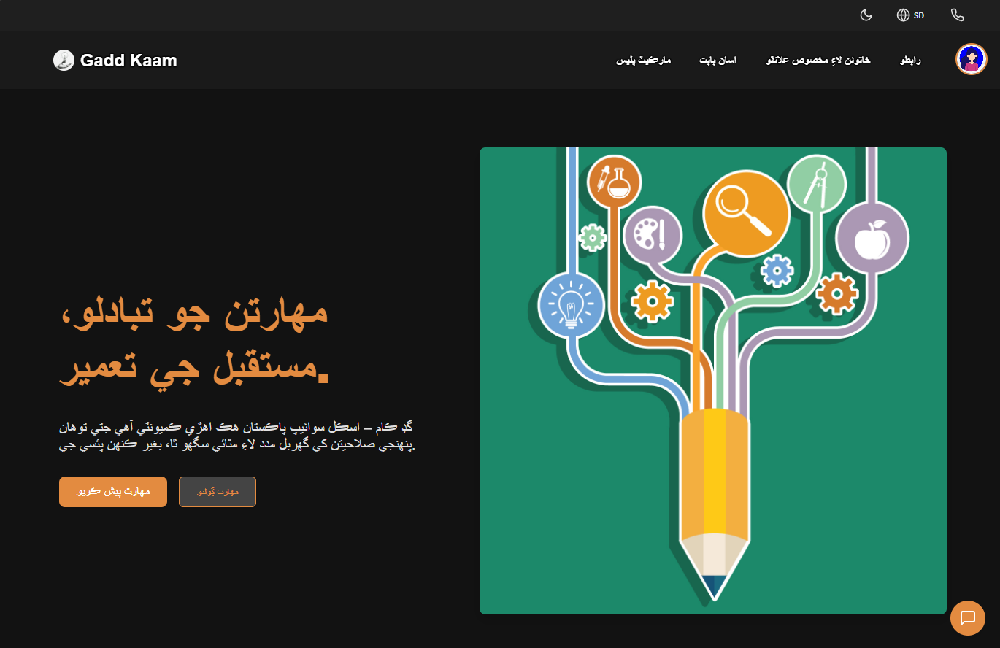 SD
Gadd Kaam
مارڪيٽ پليس
اسان بابت
خاتونن لاءِ مخصوص علائقو
رابطو
مهارتن جو تبادلو،
مستقبل جي تعمير.
گڏ ڪام – اسڪل سوائيپ پاڪستان هڪ اهڙي ڪميونٽي آهي جتي توهان
پنهنجي صلاحيتن کي گهربل مدد لاءِ مٽائي سگهو ٿا، بغير ڪنهن پئسي جي.
مهارت پيش ڪريو
مهارت ڳوليو